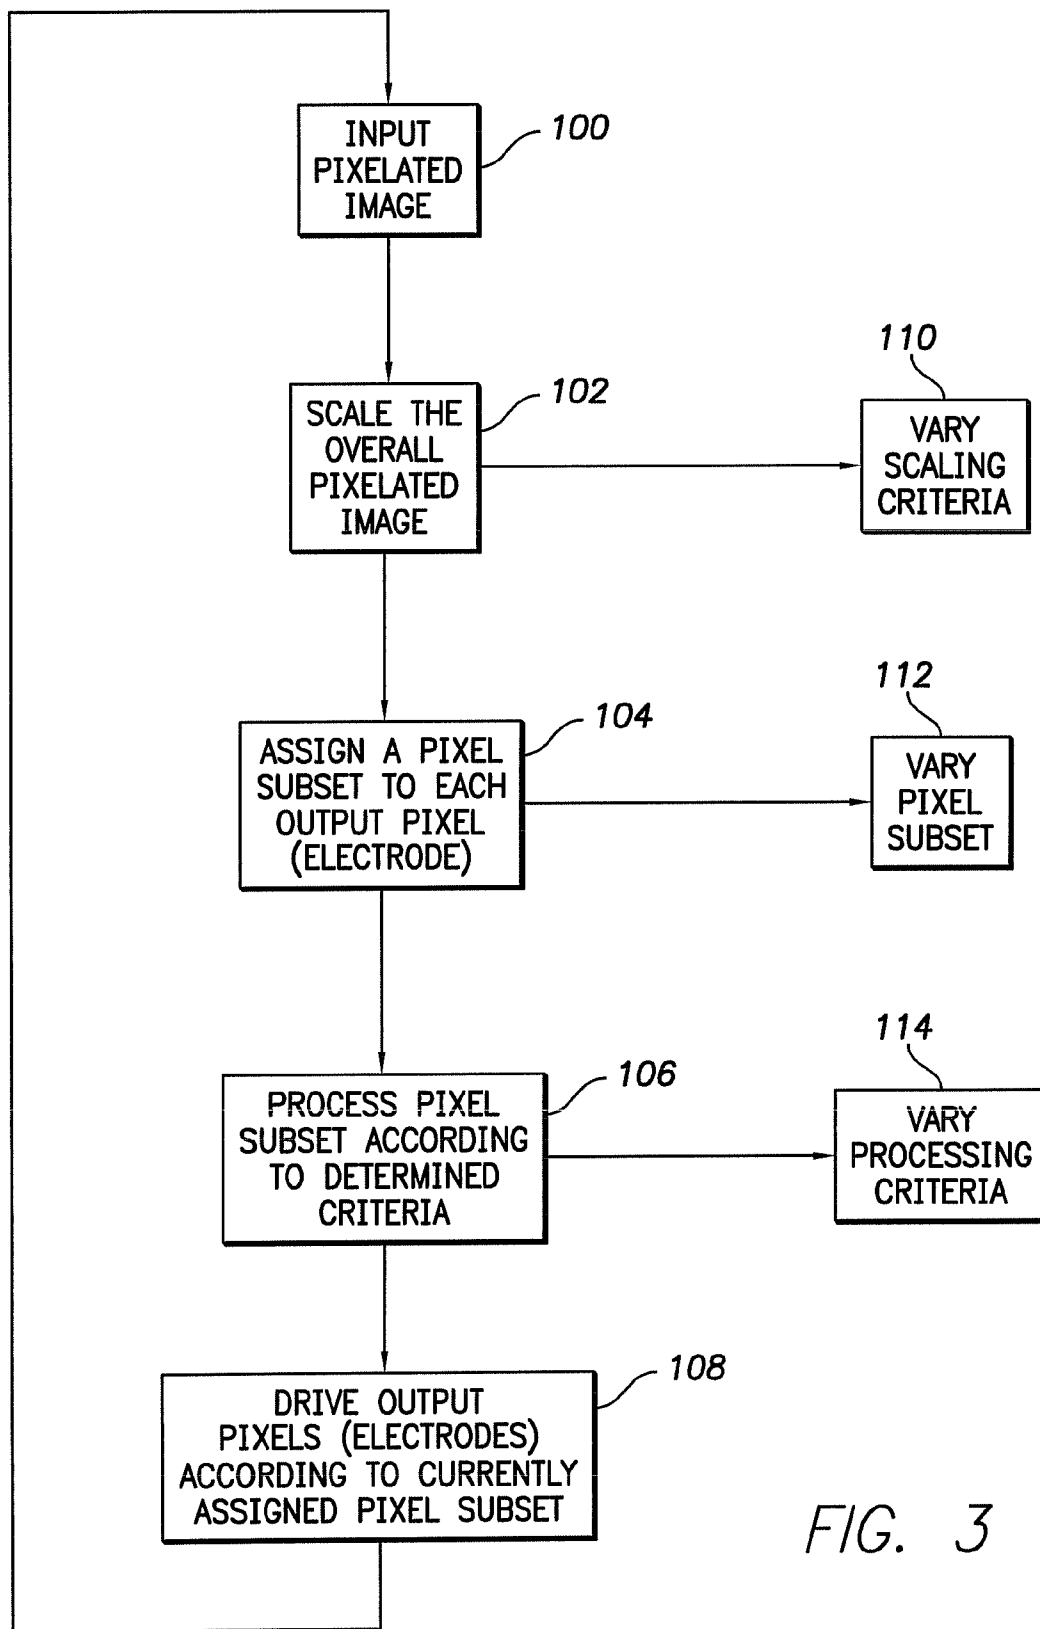 100
INPUT
PIXELATED
IMAGE
102
SCALE THE
OVERALL
PIXELATED
IMAGE
110
VARY
SCALING
CRITERIA
104
ASSIGN A PIXEL
SUBSET TO EACH
OUTPUT PIXEL
(ELECTRODE)
112
VARY
PIXEL
SUBSET
106
PROCESS PIXEL
SUBSET ACCORDING
TO DETERMINED
CRITERIA
114
VARY
PROCESSING
CRITERIA
108
DRIVE OUTPUT
PIXELS (ELECTRODES)
ACCORDING TO CURRENTLY
ASSIGNED PIXEL SUBSET
FIG. 3